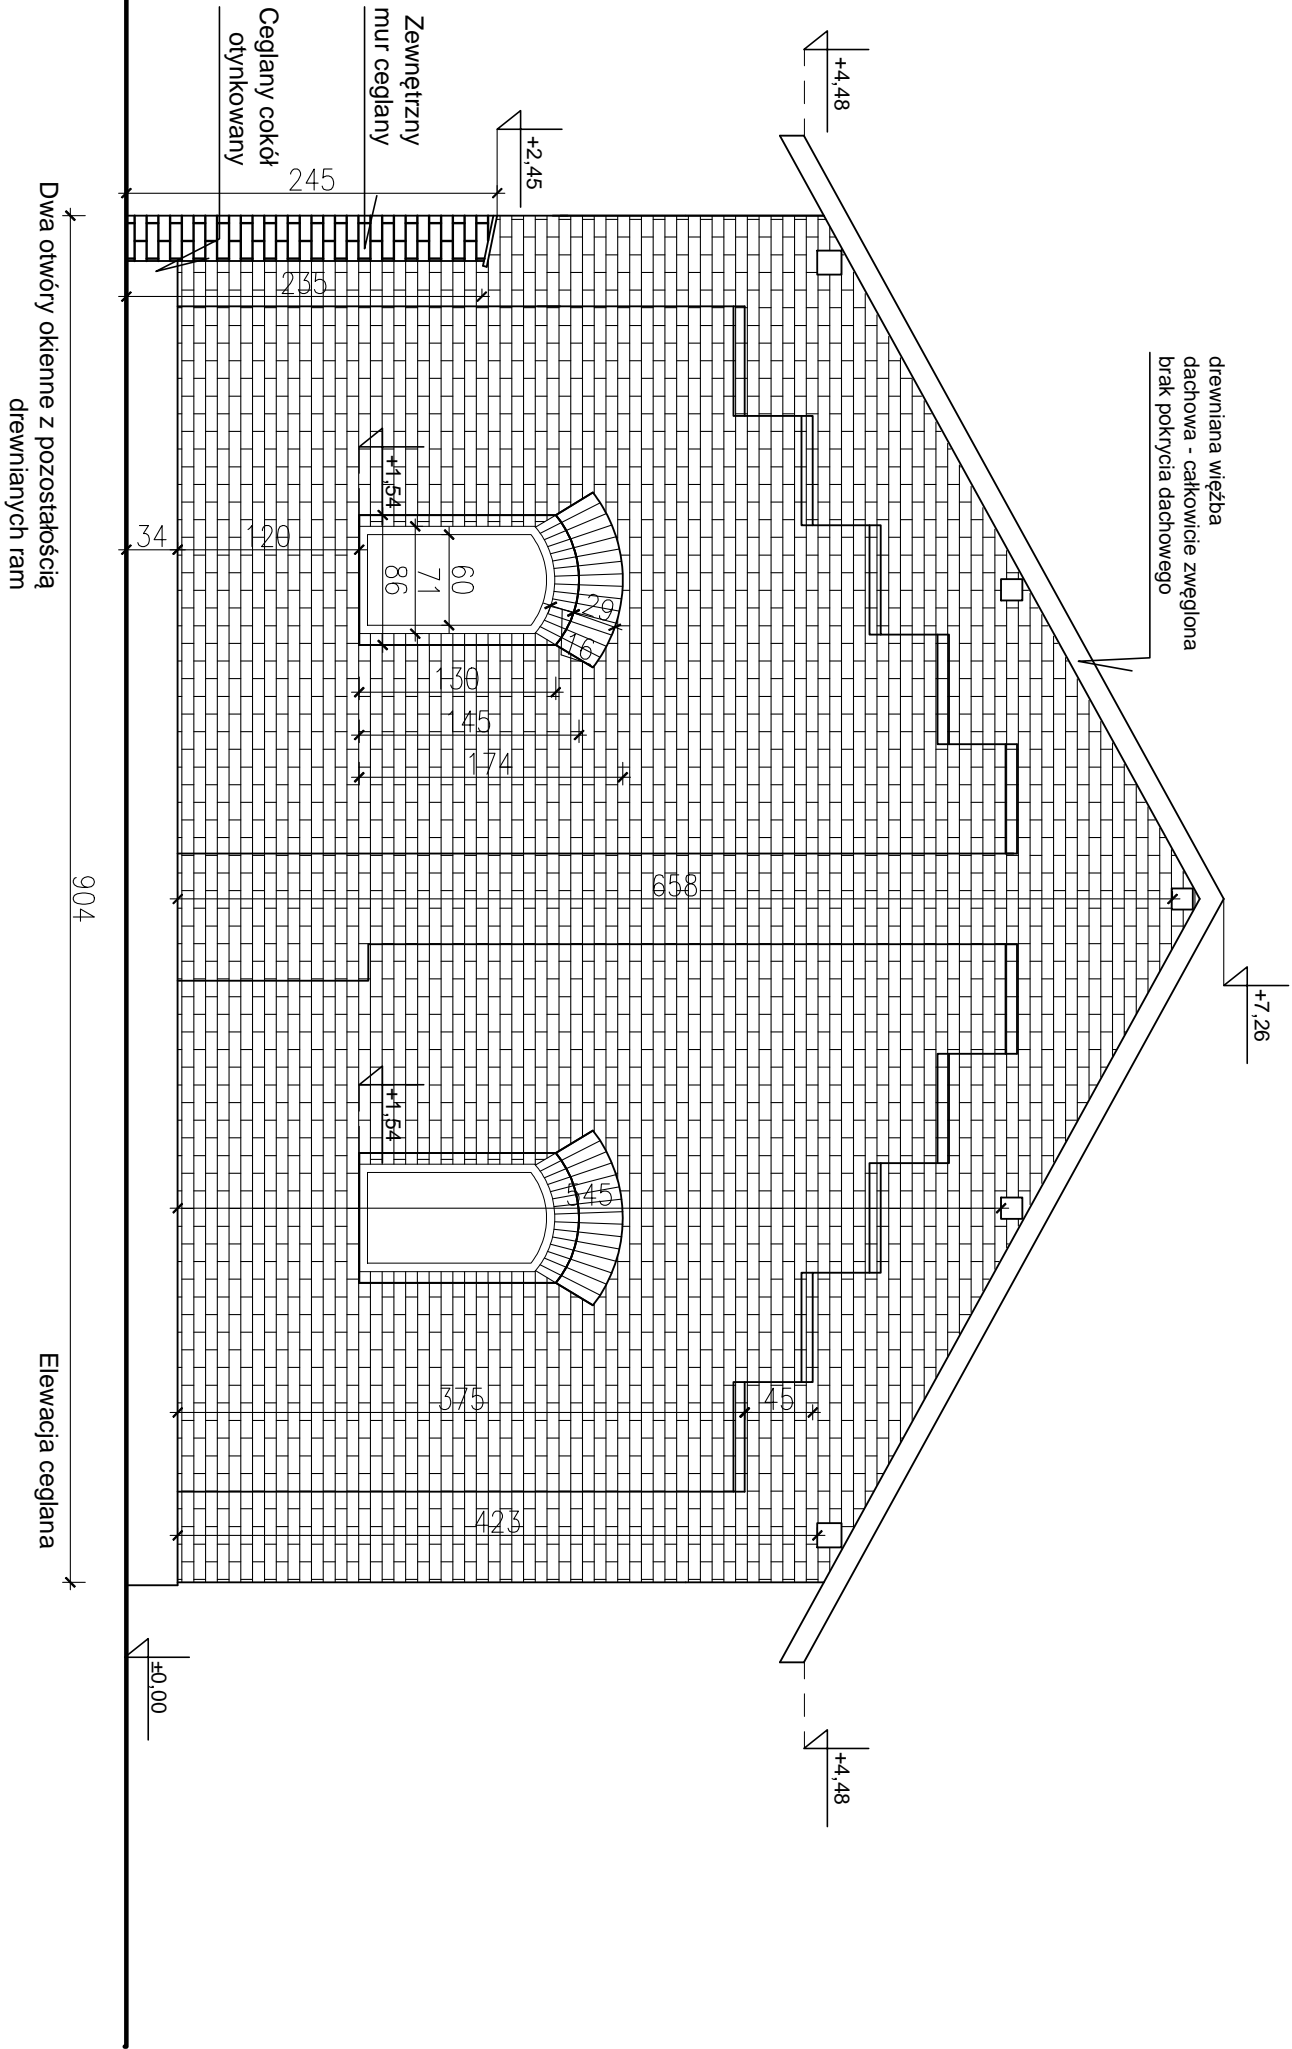 +7,26
drewniana więźba
dachowa - całkowicie zwęglona
brak pokrycia dachowego
+4,48
+4,48
+2,45
Zewnętrzny
mur ceglany
Ceglany cokół
otynkowany
245
235
+1,54
+1,54
34
120
60
71
86
29
16
130
145
174
658
545
375
45
423
±0,00
904
Dwa otwóry okienne z pozostałością
drewnianych ram
Elewacja ceglana